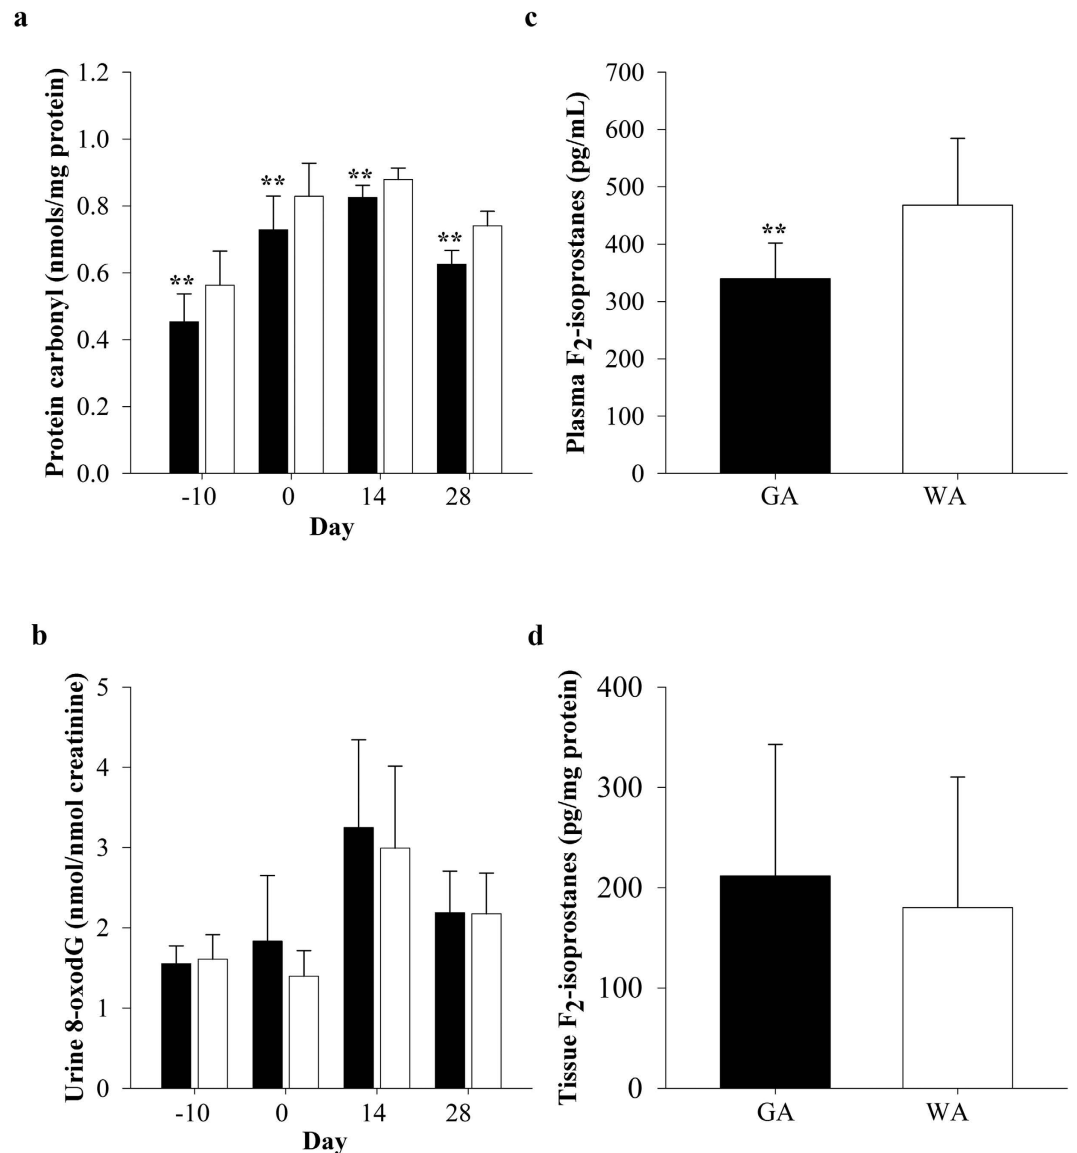 a
Protein carbonyl (nmols/mg protein)
1.2
1.0
0.8
0.6
0.4
0.2
0.0
**
**
**
**
-10 0 14 28
Day
c
Plasma F2-isoprostanes (pg/mL)
700
600
500
400
300
200
100
0
**
GA WA
b
Urine 8-oxodG (nmol/nmol creatinine)
5
4
3
2
1
0
-10 0 14 28
Day
d
Tissue F2-isoprostanes (pg/mg protein)
400
300
200
100
0
GA WA